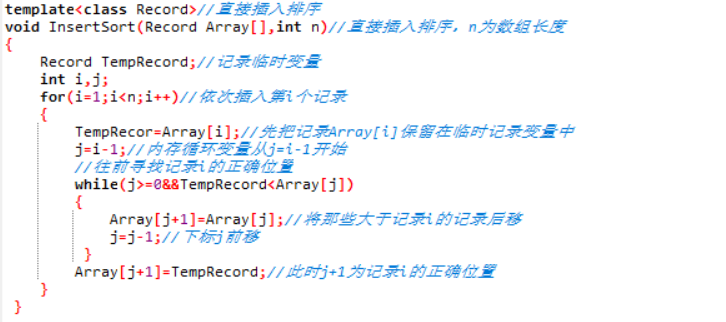 template<class Record>//直接插入排序
void InsertSort(Record Array[],int n)//直接插入排序，n为数组长度
{
Record TempRecord;//记录临时变量
int i,j;
for(i=1;i<n;i++)//依次插入第i个记录
{
TempRecor=Array[i];//先把记录Array[i]保留在临时记录变量中
j=i-1;//内存循环变量从j=i-1开始
//往前寻找记录i的正确位置
while(j>=0&&TempRecord<Array[j])
{
Array[j+1]=Array[j];//将那些大于记录i的记录后移
j=j-1;//下标j前移
}
Array[j+1]=TempRecord;//此时j+1为记录i的正确位置
}
}